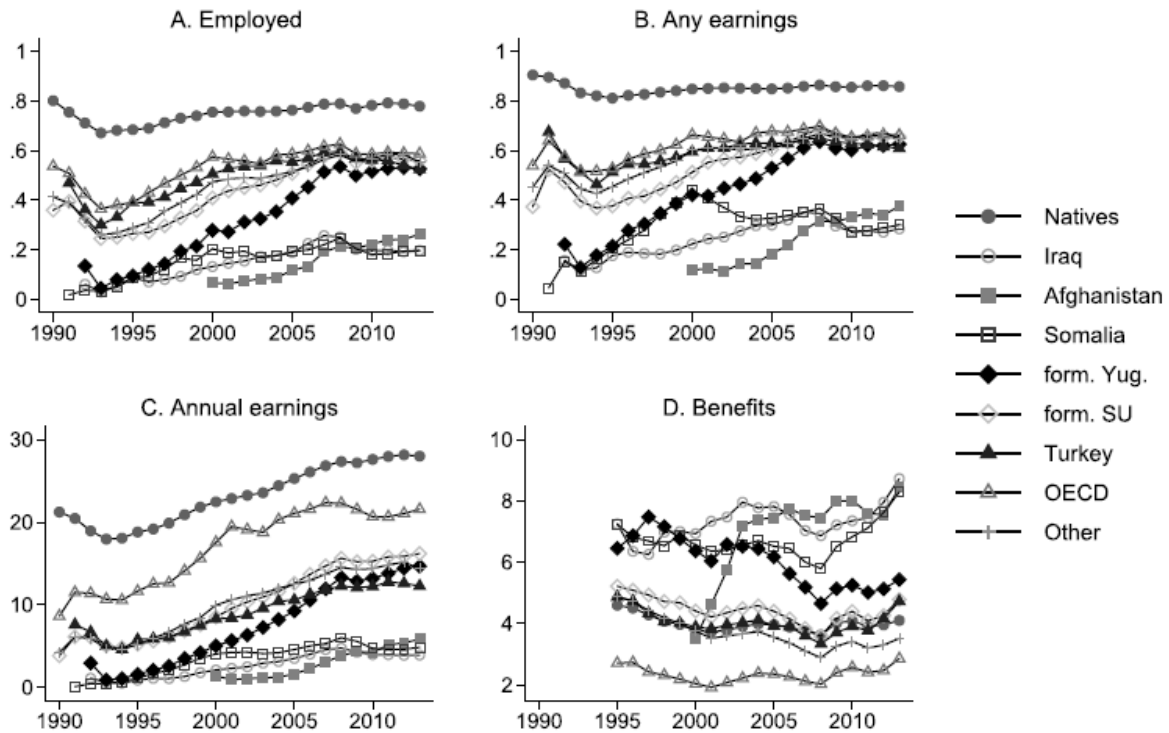 A. Employed
1
.8
.6
.4
.2
0
1990 1995 2000 2005 2010
B. Any earnings
1
.8
.6
.4
.2
0
1990 1995 2000 2005 2010
C. Annual earnings
30
20
10
0
1990 1995 2000 2005 2010
D. Benefits
10
8
6
4
2
1990 1995 2000 2005 2010
Natives
Iraq
Afghanistan
Somalia
form. Yug.
form. SU
Turkey
OECD
Other